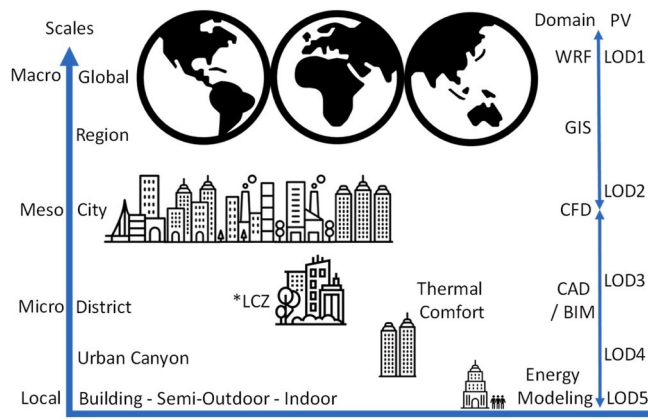 Scales
Domain PV
Macro Global
WRF LOD1
Region
GIS
LOD2
Meso City
CFD
*LCZ
Thermal
Comfort
CAD
/ BIM
LOD3
Micro District
Urban Canyon
LOD4
Energy
Modeling LOD5
Local Building - Semi-Outdoor - Indoor